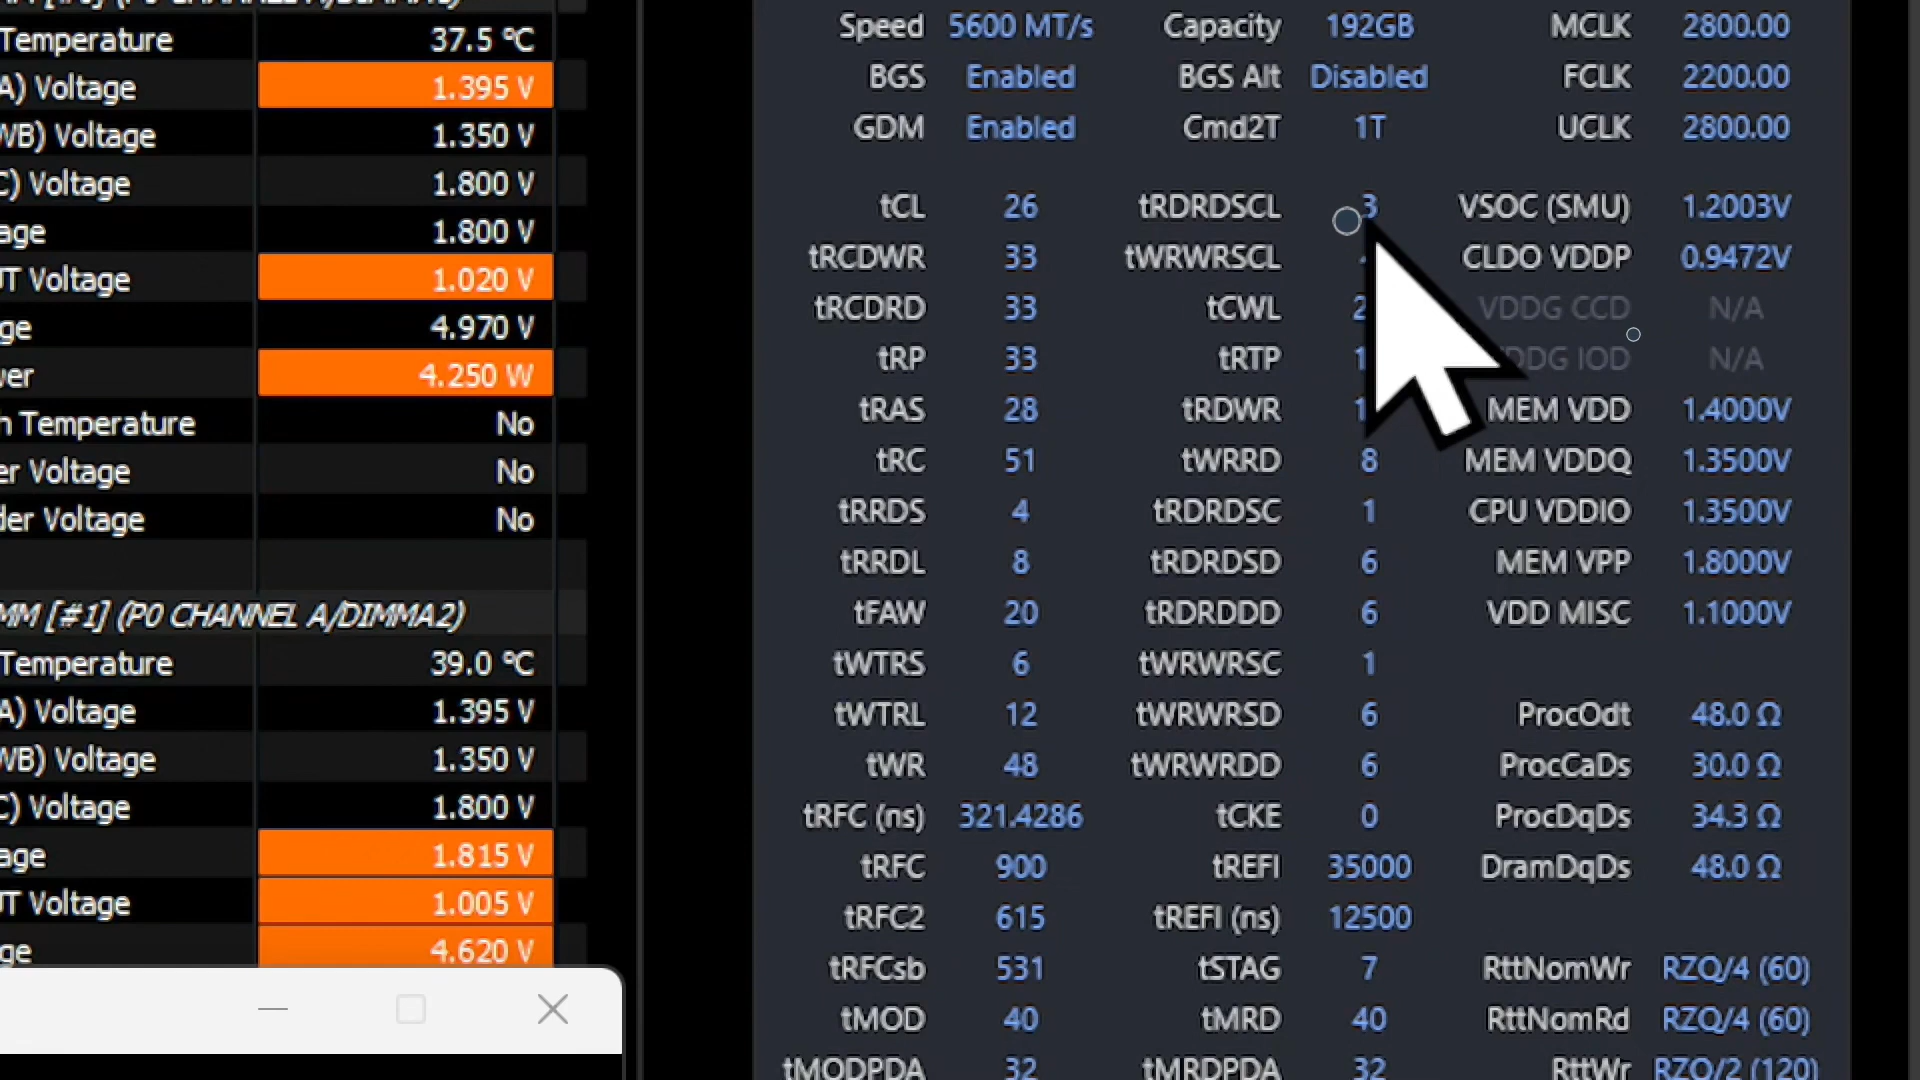 Temperature 37.5 °C
A) Voltage 1.395 V
WB) Voltage 1.350 V
C) Voltage 1.800 V
age 1.800 V
UT Voltage 1.020 V
ge 4.970 V
wer 4.250 W
h Temperature No
er Voltage No
der Voltage No
MM [#1] (P0 CHANNEL A/DIMMA2)
Temperature 39.0 °C
A) Voltage 1.395 V
WB) Voltage 1.350 V
C) Voltage 1.800 V
age 1.815 V
UT Voltage 1.005 V
ge 4.620 V
Speed 5600 MT/s Capacity 192GB MCLK 2800.00
BGS Enabled BGS Alt Disabled FCLK 2200.00
GDM Enabled Cmd2T 1T UCLK 2800.00
tCL 26 tRDRDSCL 3 VSOC (SMU) 1.2003V
tRCDWR 33 tWRWRSCL CLDO VDDP 0.9472V
tRCDRD 33 tCWL VDDG CCD N/A
tRP 33 tRTP VDDG IOD N/A
tRAS 28 tRDWR MEM VDD 1.4000V
tRC 51 tWRRD 8 MEM VDDQ 1.3500V
tRRDS 4 tRDRDSC 1 CPU VDDIO 1.3500V
tRRDL 8 tRDRDSD 6 MEM VPP 1.8000V
tFAW 20 tRDRDDD 6 VDD MISC 1.1000V
tWTRS 6 tWRWRSC 1
tWTRL 12 tWRWRSD 6 ProcOdt 48.0 Ω
tWR 48 tWRWRDD 6 ProcCaDs 30.0 Ω
tRFC (ns) 321.4286 tCKE 0 ProcDqDs 34.3 Ω
tRFC 900 tREFI 35000 DramDqDs 48.0 Ω
tRFC2 615 tREFI (ns) 12500
tRFCsb 531 tSTAG 7 RttNomWr RZQ/4 (60)
tMOD 40 tMRD 40 RttNomRd RZQ/4 (60)
tMODPDA 32 tMRDPDA 32 RttWr RZQ/2 (120)